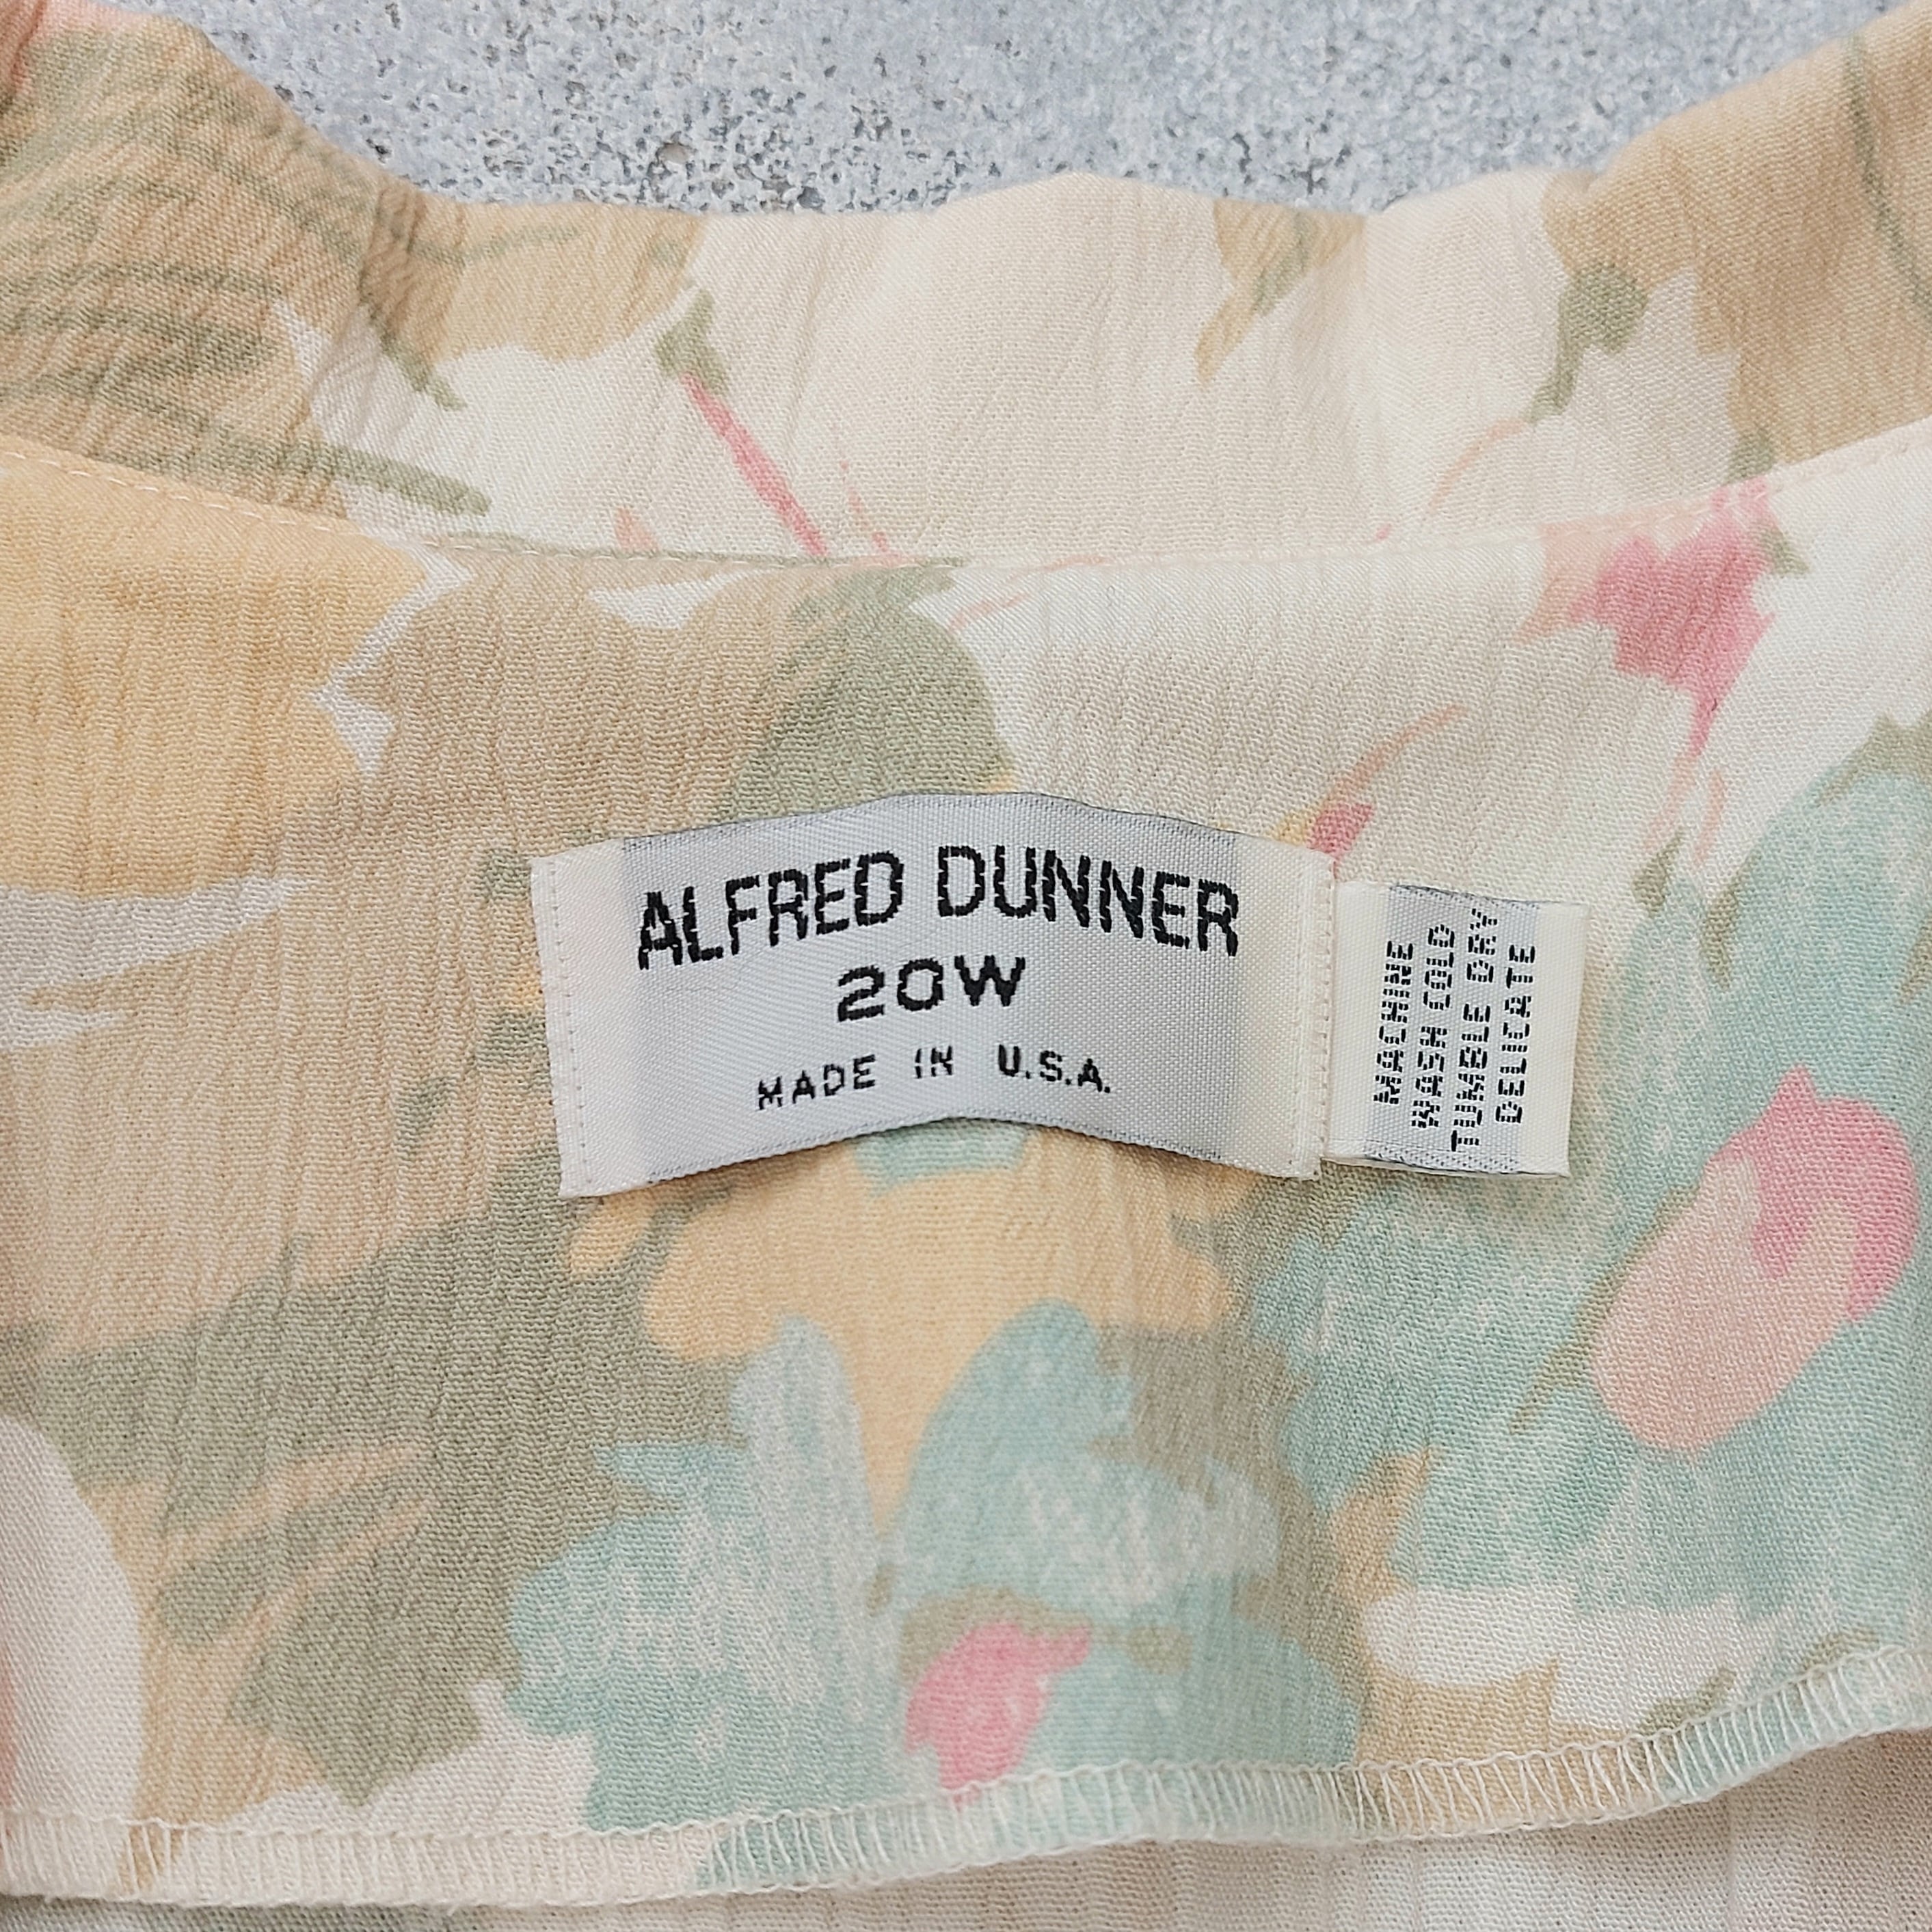 ALFRED DUNNER
20W
MADE IN U.S.A.
MACHINE
WASH COLD
TUMBLE DRY
DELICATE